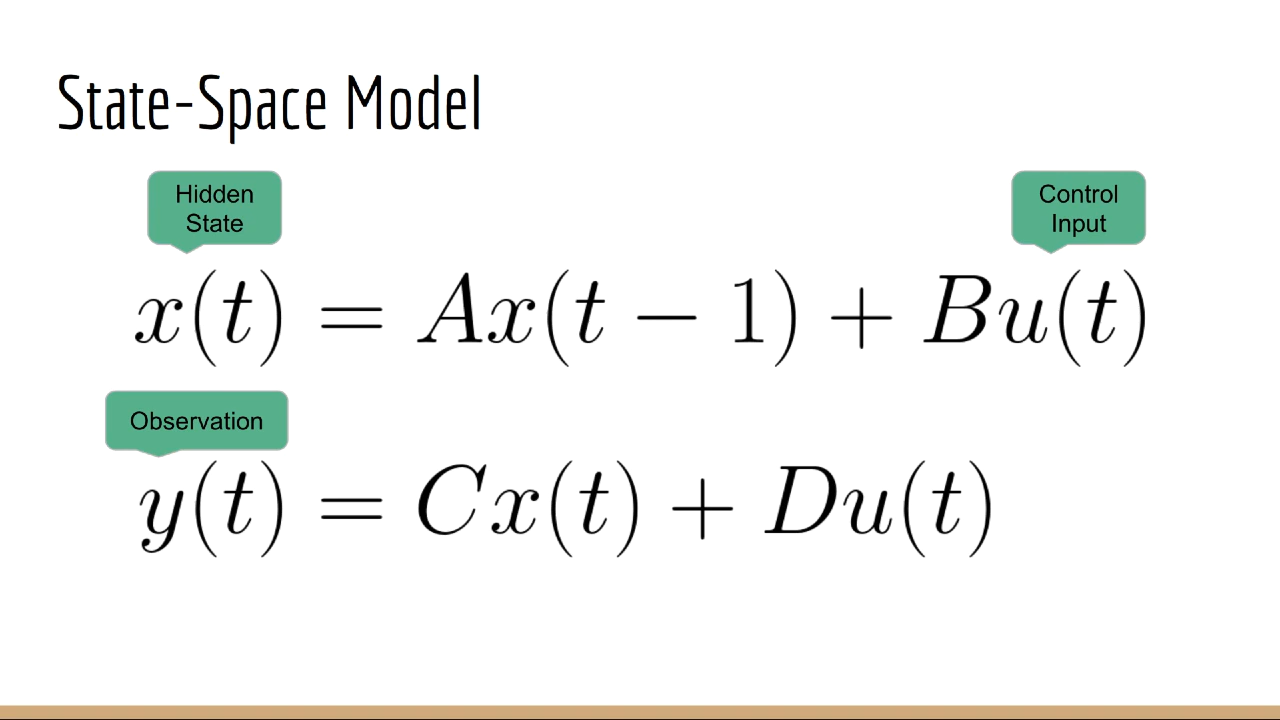 State-Space Model
Hidden
State
Control
Input
x(t) = Ax(t − 1) + Bu(t)
Observation
y(t) = Cx(t) + Du(t)